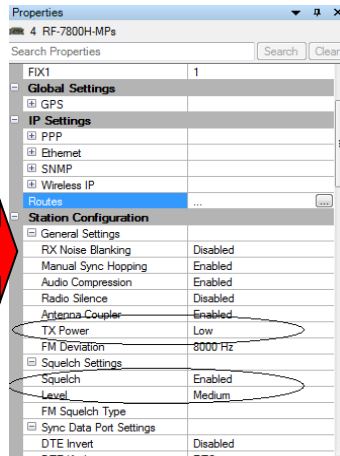 Properties
4 RF-7800H-MPs
Search Properties Search Clear
FIX1 1
Global Settings
GPS
IP Settings
PPP
Ethernet
SNMP
Wireless IP
Routes ... ...
Station Configuration
General Settings
RX Noise Blanking Disabled
Manual Sync Hopping Enabled
Audio Compression Enabled
Radio Silence Disabled
Antenna Coupler Enabled
TX Power Low
FM Deviation 8000 Hz
Squelch Settings
Squelch Enabled
Level Medium
FM Squelch Type
Sync Data Port Settings
DTE Invert Disabled